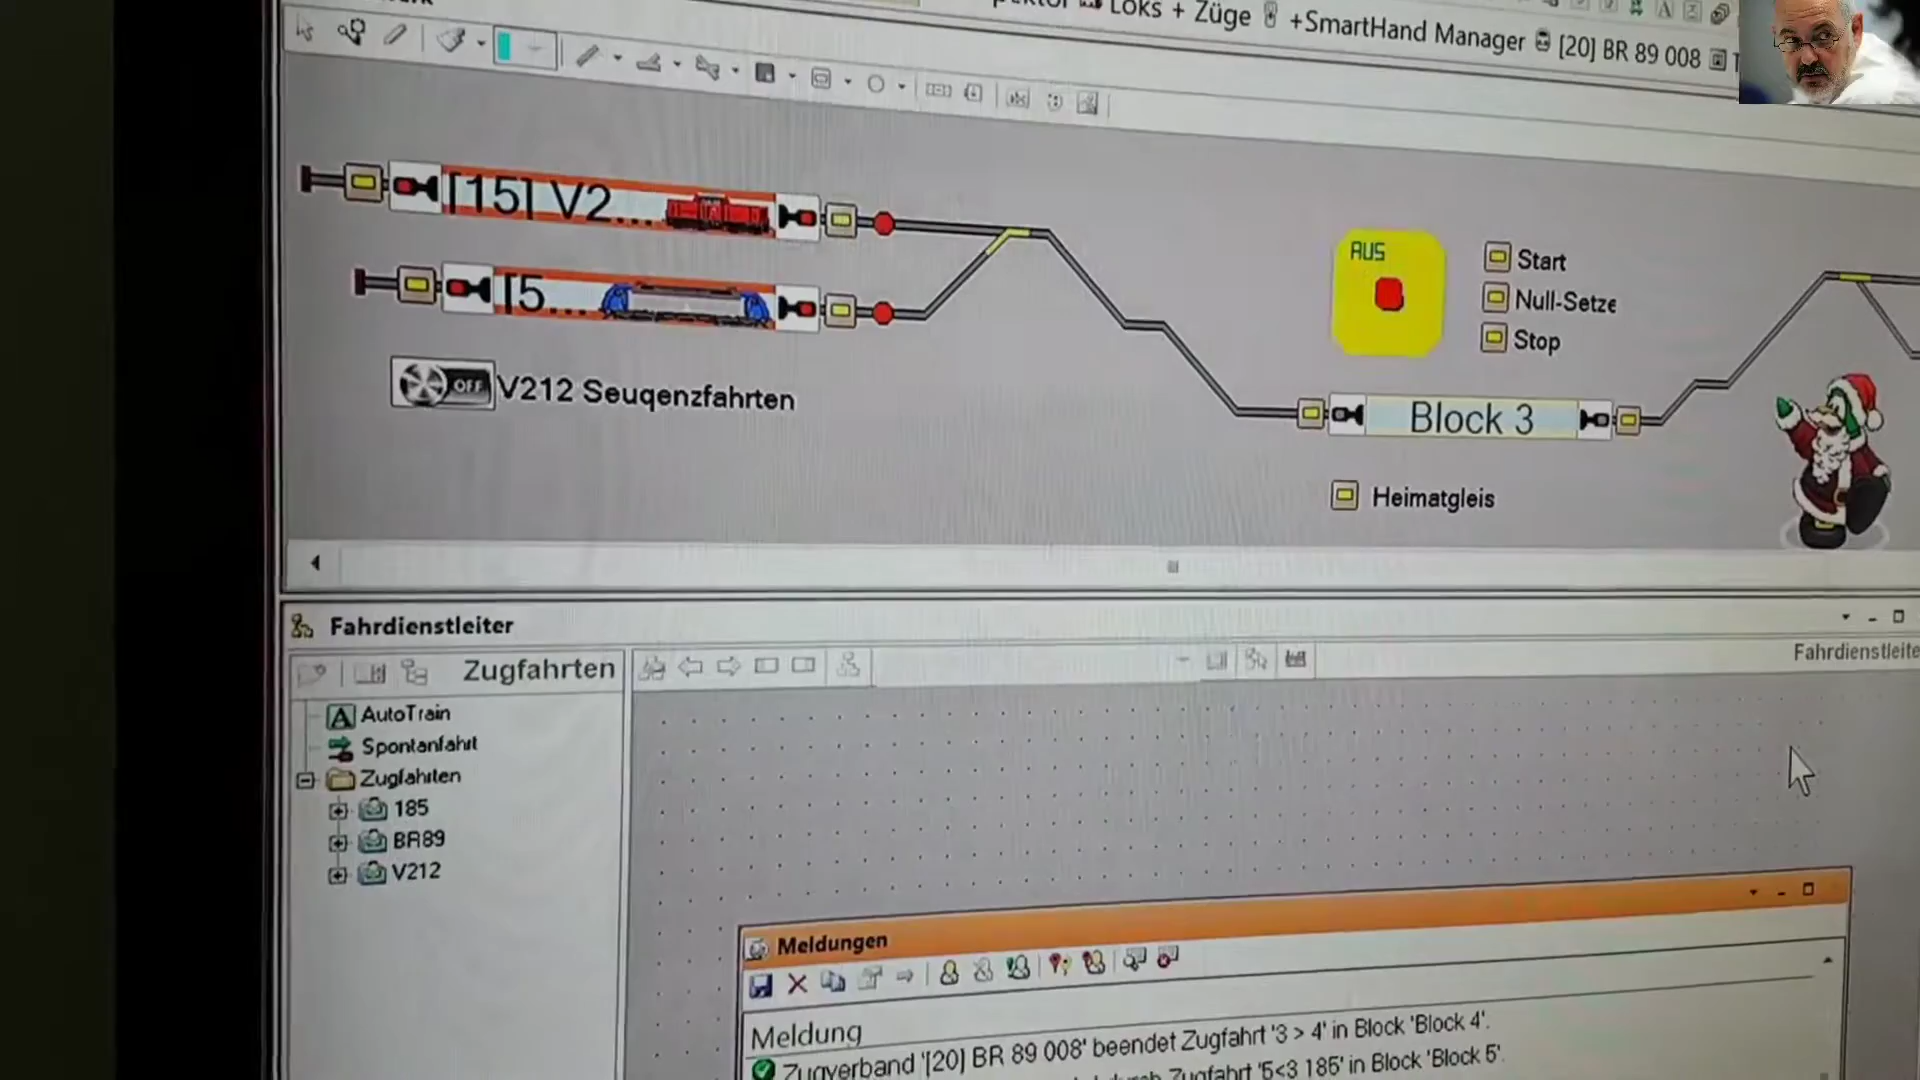 Loks + Züge +SmartHand Manager [20] BR 89 008
[15] V2...
[5...
OFF V212 Seuqenzfahrten
AUS
Start
Null-Setze
Stop
Block 3
Heimatgleis
Fahrdienstleiter
Zugfahrten
Fahrdienstleite
AutoTrain
Spontanfahrt
Zugfahrten
185
BR89
V212
Meldungen
Meldung
Zugverband '[20] BR 89 008' beendet Zugfahrt '3 > 4' in Block 'Block 4'.
durch Zugfahrt '5<3 185' in Block 'Block 5'.